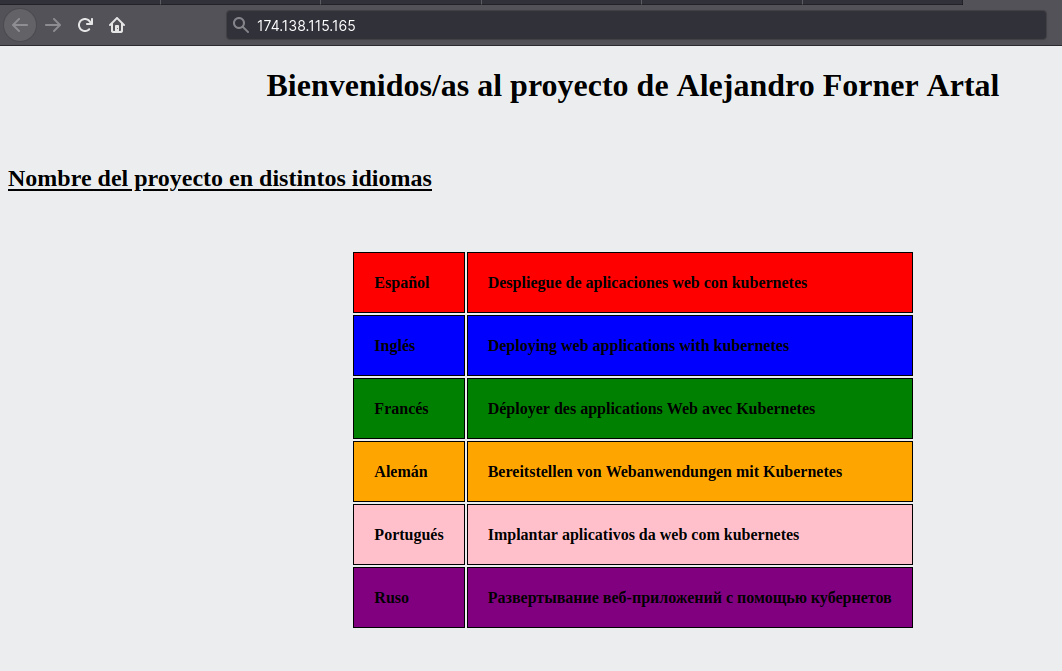 174.138.115.165
Bienvenidos/as al proyecto de Alejandro Forner Artal
Nombre del proyecto en distintos idiomas
Español Despliegue de aplicaciones web con kubernetes
Inglés Deploying web applications with kubernetes
Francés Déployer des applications Web avec Kubernetes
Alemán Bereitstellen von Webanwendungen mit Kubernetes
Portugués Implantar aplicativos da web com kubernetes
Ruso Развертывание веб-приложений с помощью кубернетов